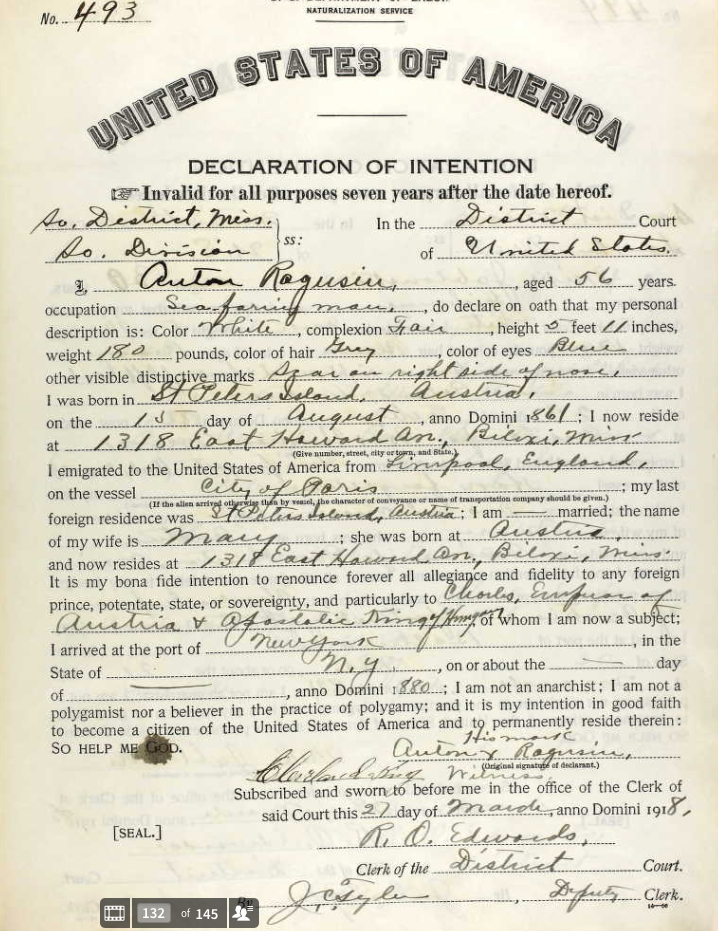 No. 493
NATURALIZATION SERVICE
UNITED STATES OF AMERICA
DECLARATION OF INTENTION
☞ Invalid for all purposes seven years after the date hereof.
So. District, Miss. In the District Court
So. Division ss: of United States.
I, Anton Ragusin, aged 56 years.
occupation Seafaring man, do declare on oath that my personal
description is: Color White, complexion Fair, height 5 feet 11 inches,
weight 180 pounds, color of hair Grey, color of eyes Blue
other visible distinctive marks Scar on right side of nose,
I was born in St Peters Island, Austria,
on the 15 day of August, anno Domini 1861; I now reside
at 1318 East Howard Av., Biloxi, Miss
(Give number, street, city or town, and State.)
I emigrated to the United States of America from Liverpool, England,
on the vessel City of Paris; my last
(If the alien arrived otherwise than by vessel, the character of conveyance or name of transportation company should be given.)
foreign residence was St Peters Island, Austria; I am — married; the name
of my wife is Mary; she was born at Austria,
and now resides at 1318 East Howard Av., Biloxi, Miss.
It is my bona fide intention to renounce forever all allegiance and fidelity to any foreign
prince, potentate, state, or sovereignty, and particularly to Charles, Emperor of
Austria & Apostolic King of Hungary, of whom I am now a subject;
I arrived at the port of New York, in the
State of N.Y., on or about the — day
of —, anno Domini 1880; I am not an anarchist; I am not a
polygamist nor a believer in the practice of polygamy; and it is my intention in good faith
to become a citizen of the United States of America and to permanently reside therein:
SO HELP ME GOD.
His mark
Anton x Ragusin,
(Original signature of declarant.)
Witness,
Subscribed and sworn to before me in the office of the Clerk of
said Court this 27 day of March, anno Domini 1918,
[SEAL.]
R. O. Edwards,
Clerk of the District Court.
By J. C. Tyler, Deputy Clerk.
132 of 145